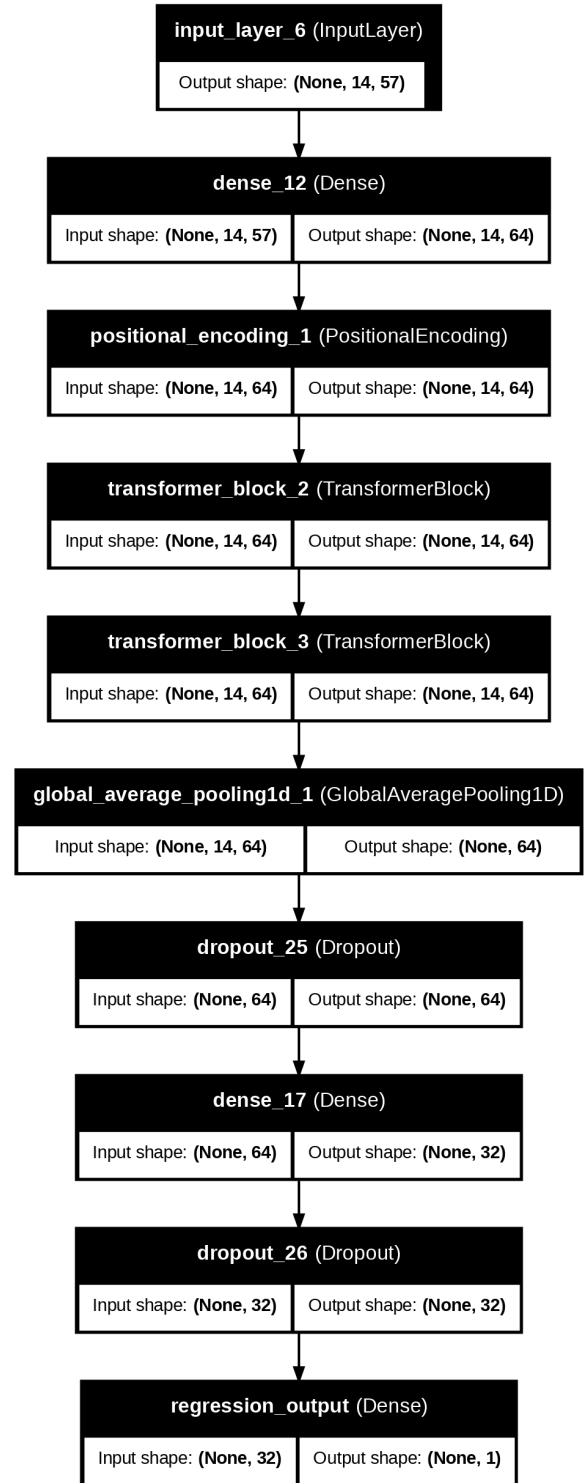 input_layer_6 (InputLayer)
Output shape: (None, 14, 57)
dense_12 (Dense)
Input shape: (None, 14, 57) Output shape: (None, 14, 64)
positional_encoding_1 (PositionalEncoding)
Input shape: (None, 14, 64) Output shape: (None, 14, 64)
transformer_block_2 (TransformerBlock)
Input shape: (None, 14, 64) Output shape: (None, 14, 64)
transformer_block_3 (TransformerBlock)
Input shape: (None, 14, 64) Output shape: (None, 14, 64)
global_average_pooling1d_1 (GlobalAveragePooling1D)
Input shape: (None, 14, 64) Output shape: (None, 64)
dropout_25 (Dropout)
Input shape: (None, 64) Output shape: (None, 64)
dense_17 (Dense)
Input shape: (None, 64) Output shape: (None, 32)
dropout_26 (Dropout)
Input shape: (None, 32) Output shape: (None, 32)
regression_output (Dense)
Input shape: (None, 32) Output shape: (None, 1)